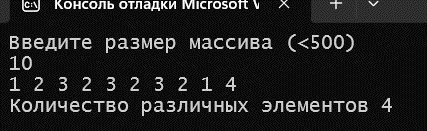 Консоль отладки Microsoft V
Введите размер массива (<500)
10
1 2 3 2 3 2 3 2 1 4
Количество различных элементов 4